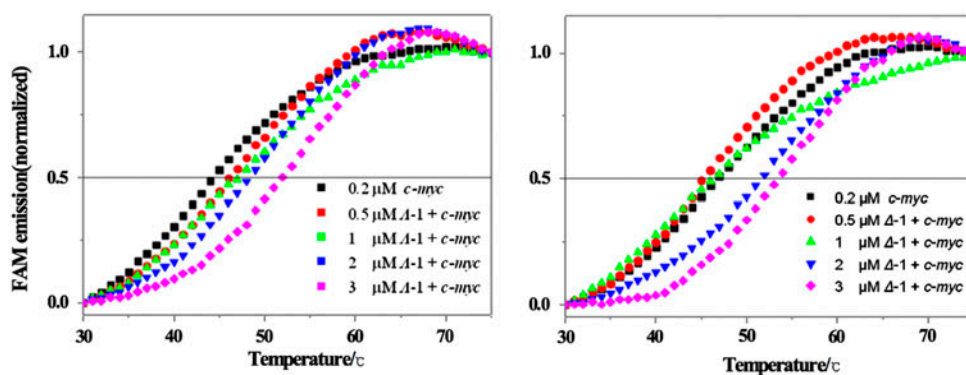 FAM emission(normalized)
1.0
0.5
0.0
0.2 μM c-myc
0.5 μM Δ-1 + c-myc
1 μM Δ-1 + c-myc
2 μM Δ-1 + c-myc
3 μM Δ-1 + c-myc
30 40 50 60 70
Temperature/℃
1.0
0.5
0.0
0.2 μM c-myc
0.5 μM Δ-1 + c-myc
1 μM Δ-1 + c-myc
2 μM Δ-1 + c-myc
3 μM Δ-1 + c-myc
30 40 50 60 70
Temperature/℃